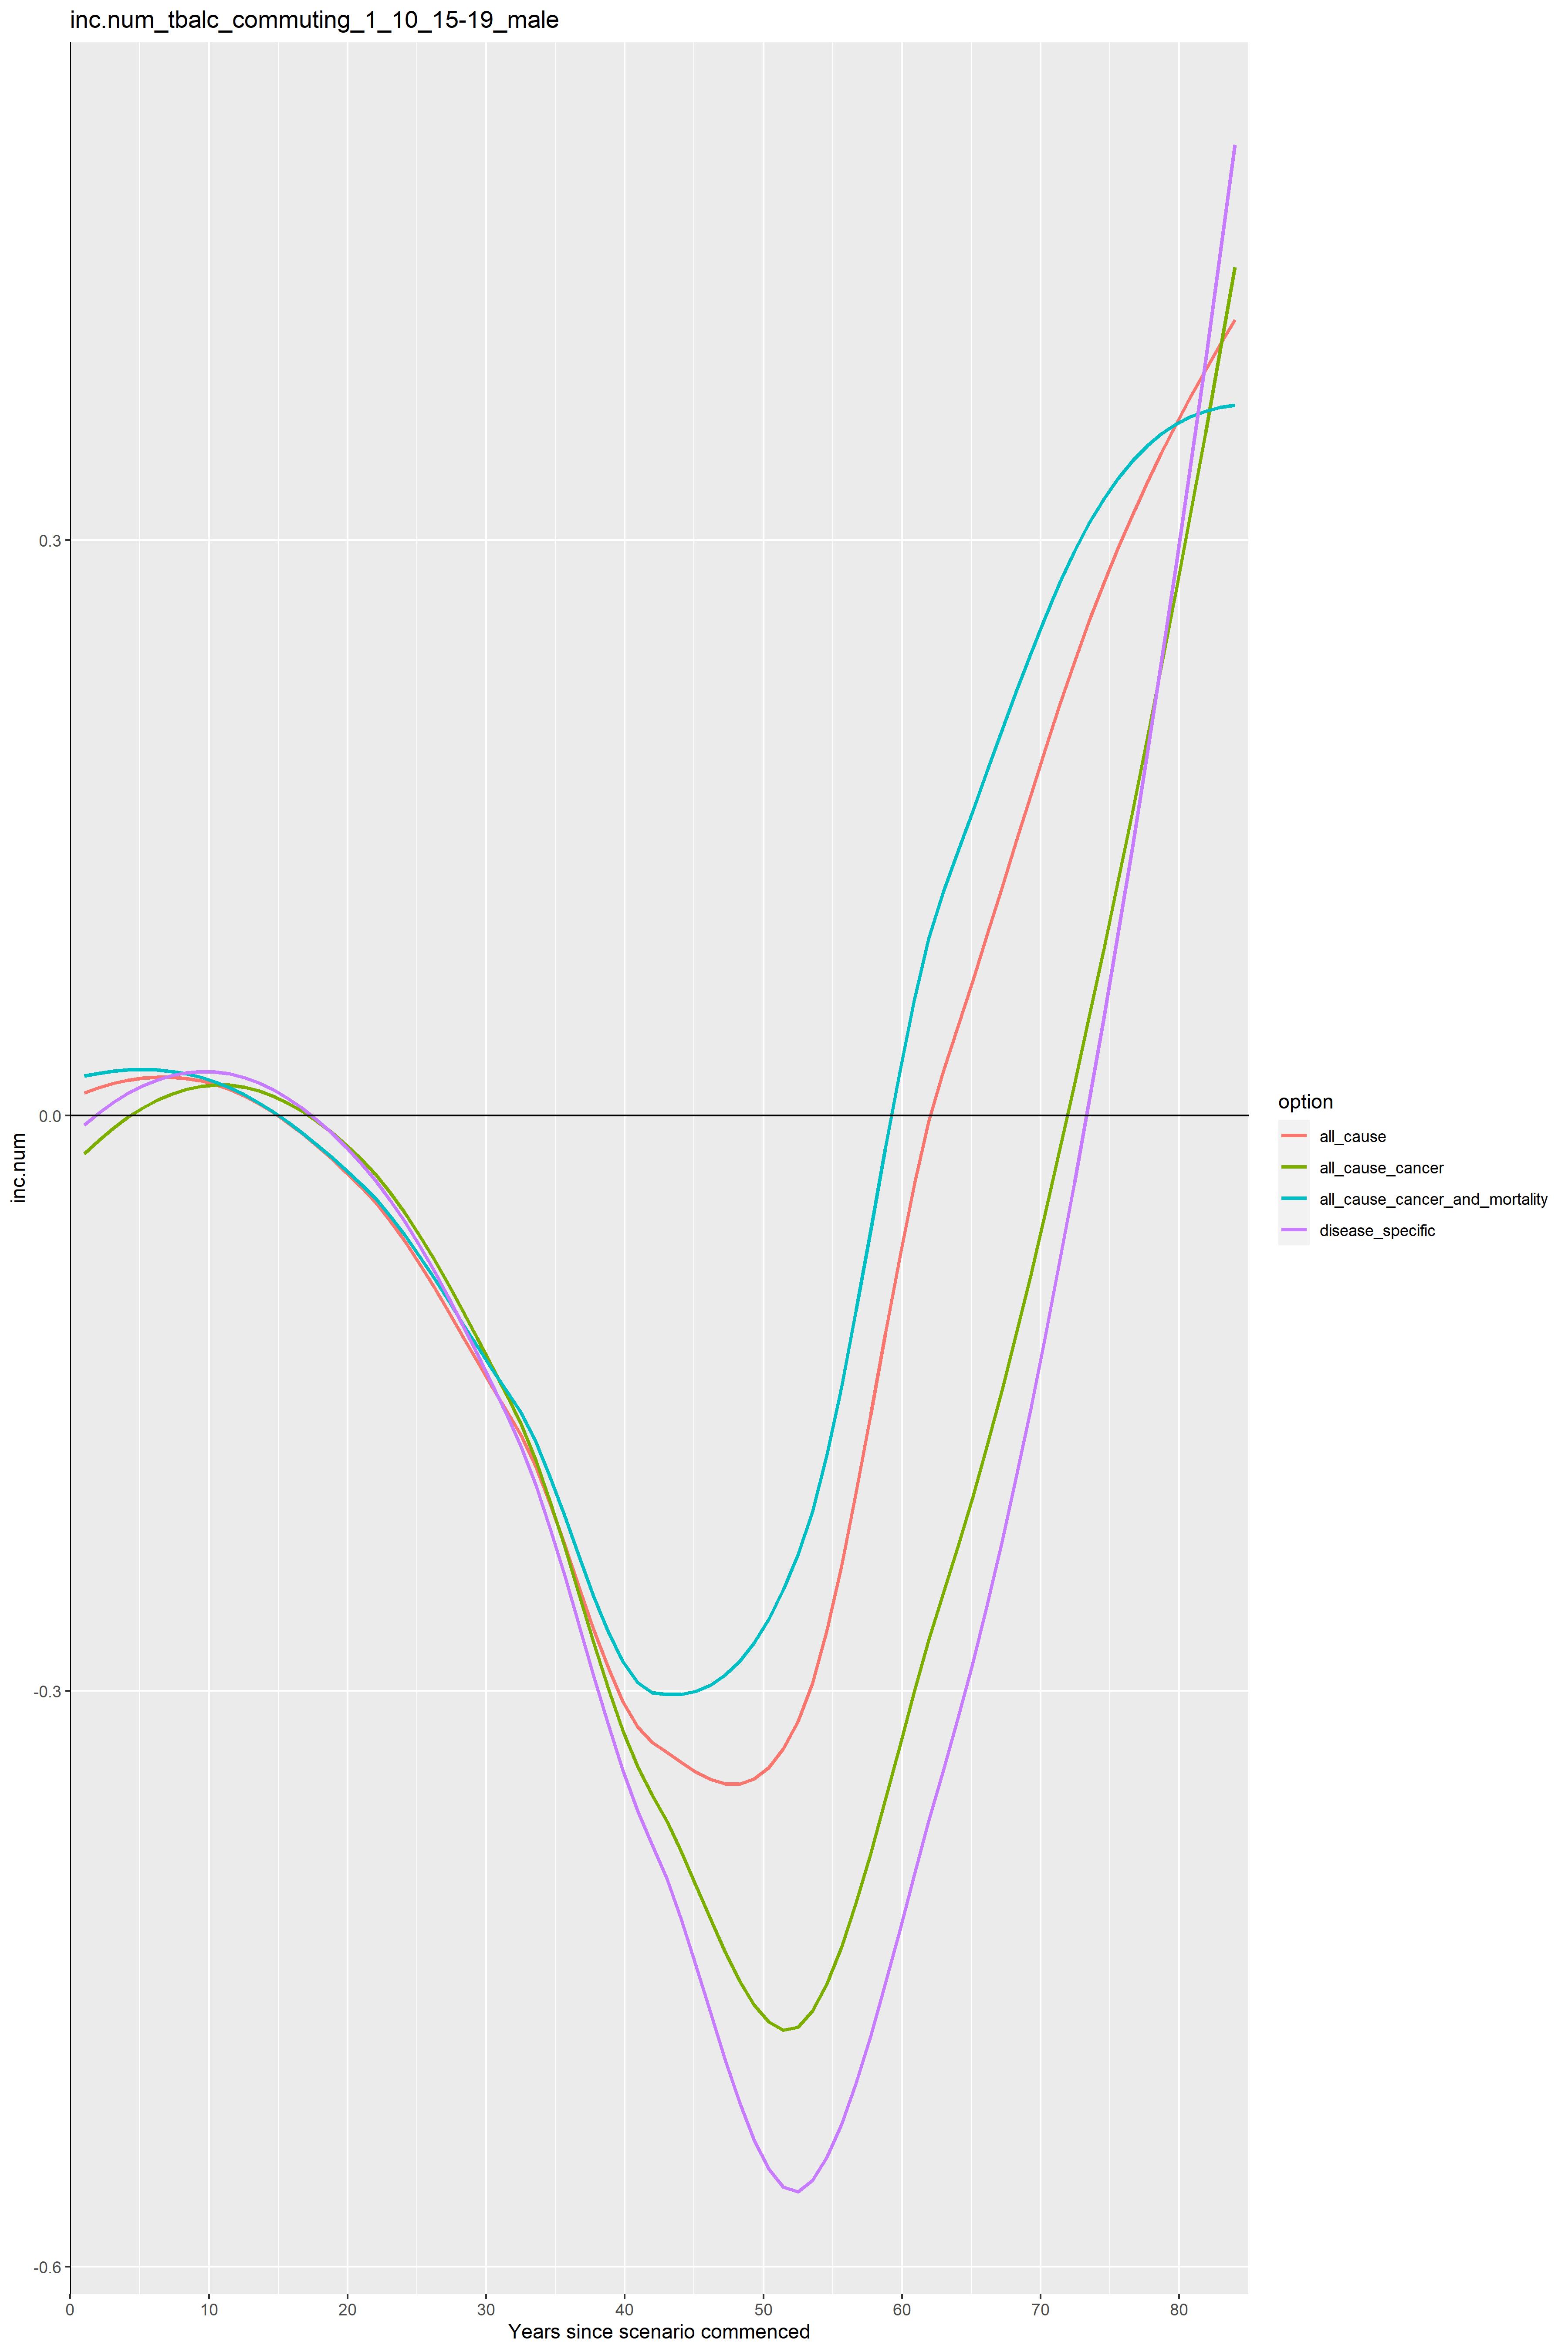 inc.num_tbalc_commuting_1_10_15-19_male
0.3
0.0
-0.3
-0.6
inc.num
0 10 20 30 40 50 60 70 80
Years since scenario commenced
option
all_cause
all_cause_cancer
all_cause_cancer_and_mortality
disease_specific